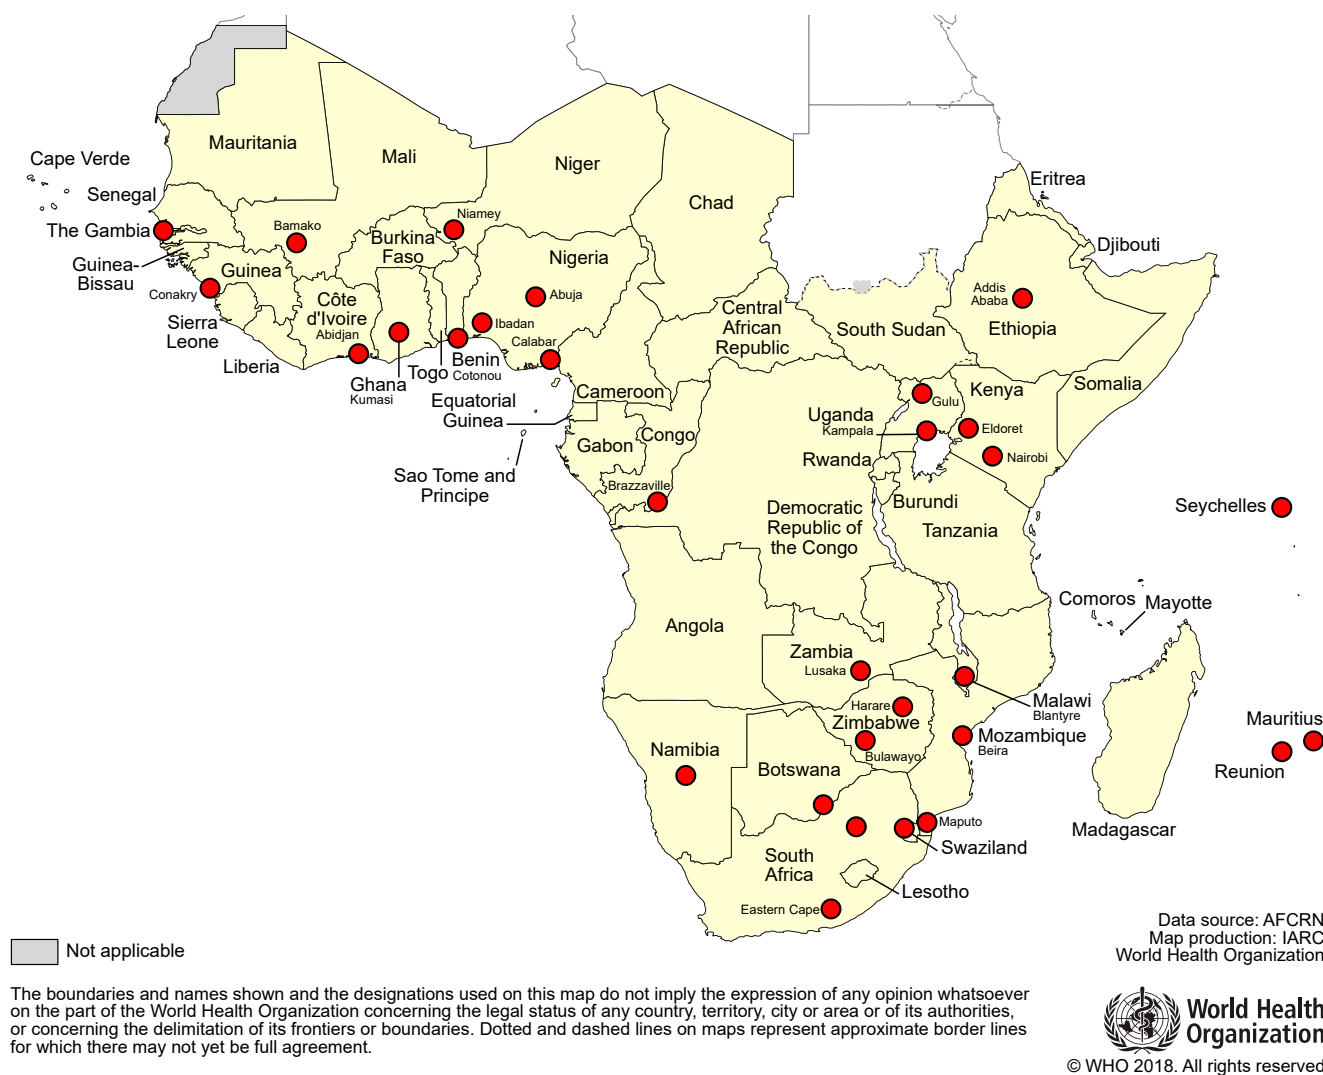 Mauritania
Mali
Niger
Chad
Cape Verde
Senegal
Eritrea
The Gambia
Bamako
Niamey
Burkina
Faso
Nigeria
Djibouti
Guinea-
Bissau
Guinea
Conakry
Abuja
Addis
Ababa
Ethiopia
Côte
d'Ivoire
Abidjan
Sierra
Leone
Ibadan
Calabar
Central
African
Republic
South Sudan
Liberia
Ghana
Kumasi
Togo
Benin
Cotonou
Cameroon
Equatorial
Guinea
Kenya
Somalia
Gulu
Uganda
Kampala
Eldoret
Gabon
Congo
Rwanda
Nairobi
Sao Tome and
Principe
Brazzaville
Burundi
Tanzania
Democratic
Republic of
the Congo
Seychelles
Comoros
Mayotte
Angola
Zambia
Lusaka
Malawi
Blantyre
Harare
Zimbabwe
Bulawayo
Mozambique
Beira
Mauritius
Reunion
Namibia
Botswana
Maputo
Madagascar
Swaziland
South
Africa
Lesotho
Eastern Cape
Data source: AFCRN
Map production: IARC
World Health Organization
Not applicable
The boundaries and names shown and the designations used on this map do not imply the expression of any opinion whatsoever
on the part of the World Health Organization concerning the legal status of any country, territory, city or area or of its authorities,
or concerning the delimitation of its frontiers or boundaries. Dotted and dashed lines on maps represent approximate border lines
for which there may not yet be full agreement.
World Health
Organization
© WHO 2018. All rights reserved